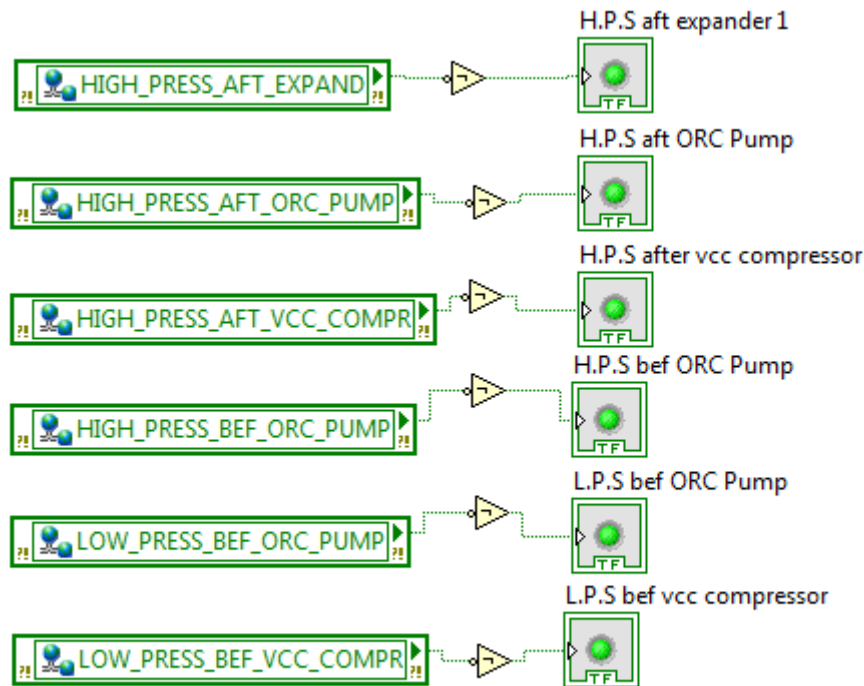 H.P.S aft expander 1
HIGH_PRESS_AFT_EXPAND
?!
?!
TF
H.P.S aft ORC Pump
HIGH_PRESS_AFT_ORC_PUMP
?!
?!
TF
H.P.S after vcc compressor
HIGH_PRESS_AFT_VCC_COMPR
?!
?!
TF
H.P.S bef ORC Pump
HIGH_PRESS_BEF_ORC_PUMP
?!
?!
TF
L.P.S bef ORC Pump
LOW_PRESS_BEF_ORC_PUMP
?!
?!
TF
L.P.S bef vcc compressor
LOW_PRESS_BEF_VCC_COMPR
?!
?!
TF